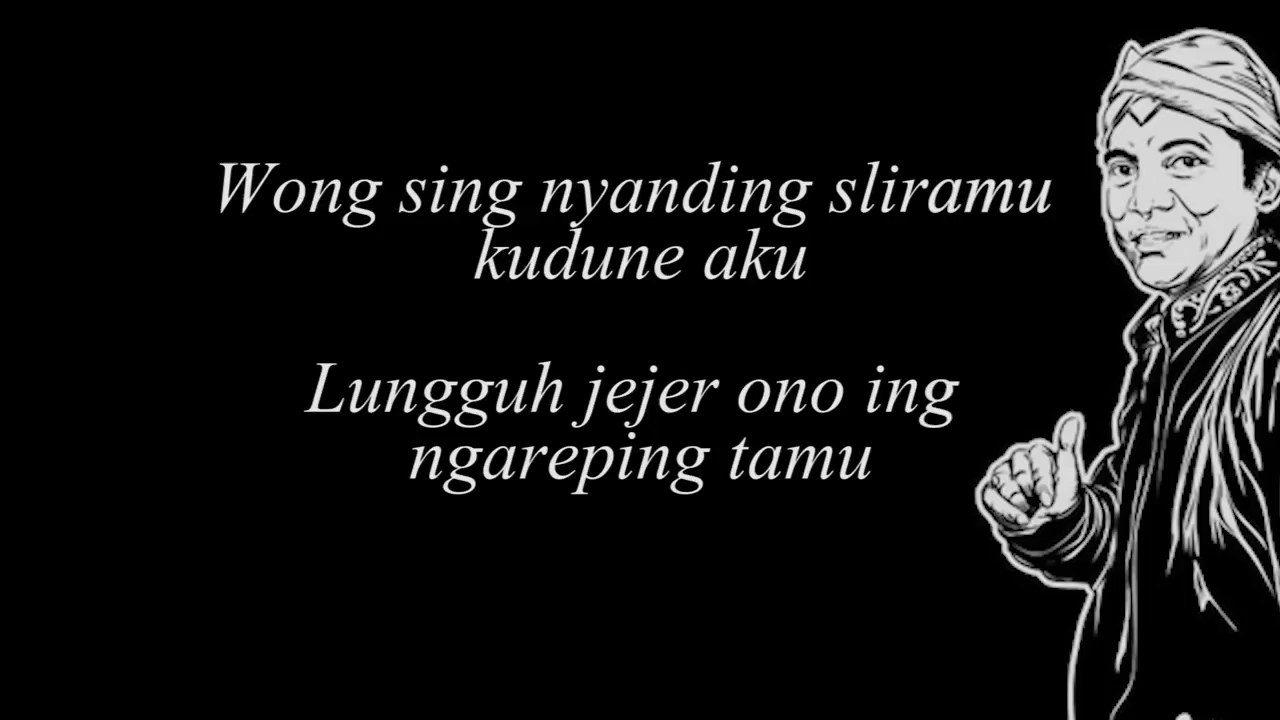 Wong sing nyanding sliramu
kudune aku
Lungguh jejer ono ing
ngareping tamu